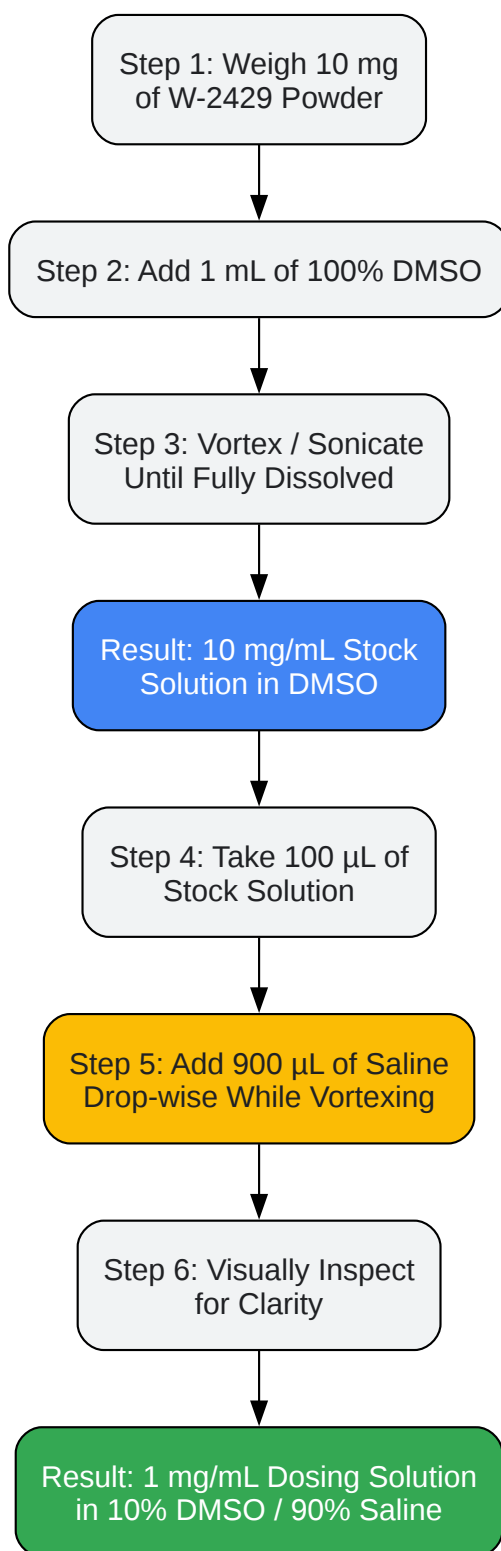 Step 1: Weigh 10 mg
of W-2429 Powder
Step 2: Add 1 mL of 100% DMSO
Step 3: Vortex / Sonicate
Until Fully Dissolved
Result: 10 mg/mL Stock
Solution in DMSO
Step 4: Take 100 µL of
Stock Solution
Step 5: Add 900 µL of Saline
Drop-wise While Vortexing
Step 6: Visually Inspect
for Clarity
Result: 1 mg/mL Dosing Solution
in 10% DMSO / 90% Saline